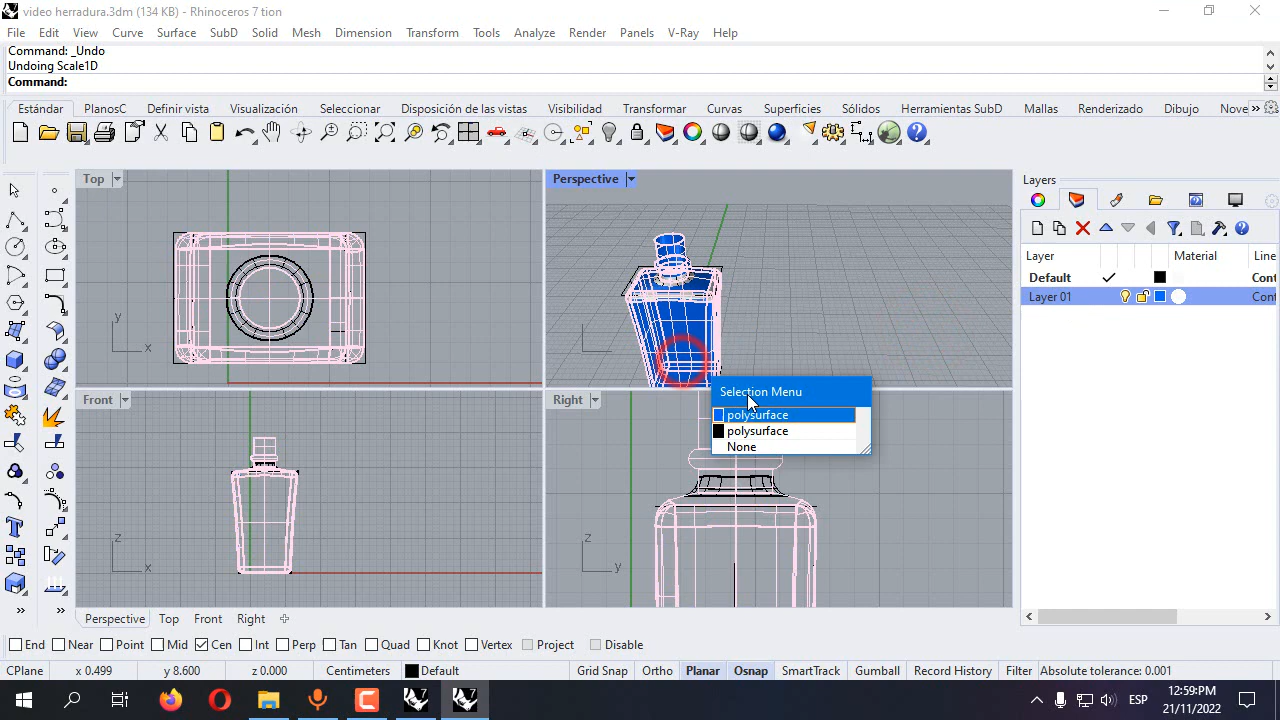 video herradura.3dm (134 KB) - Rhinoceros 7 tion
File Edit View Curve Surface SubD Solid Mesh Dimension Transform Tools Analyze Render Panels V-Ray Help
Command: _Undo
Undoing Scale1D
Command:
Estándar PlanosC Definir vista Visualización Seleccionar Disposición de las vistas Visibilidad Transformar Curvas Superficies Sólidos Herramientas SubD Mallas Renderizado Dibujo Nove »
Top
Perspective
Layers
Layer Material Line
Default Cont
Layer 01 Cont
y
x
Selection Menu
polysurface
polysurface
None
Front
Right
z
x
z
y
Perspective Top Front Right
End Near Point Mid Cen Int Perp Tan Quad Knot Vertex Project Disable
CPlane x 0.499 y 8.600 z 0.000 Centimeters Default Grid Snap Ortho Planar Osnap SmartTrack Gumball Record History Filter Absolute tolerance: 0.001
ESP
12:59:PM
21/11/2022